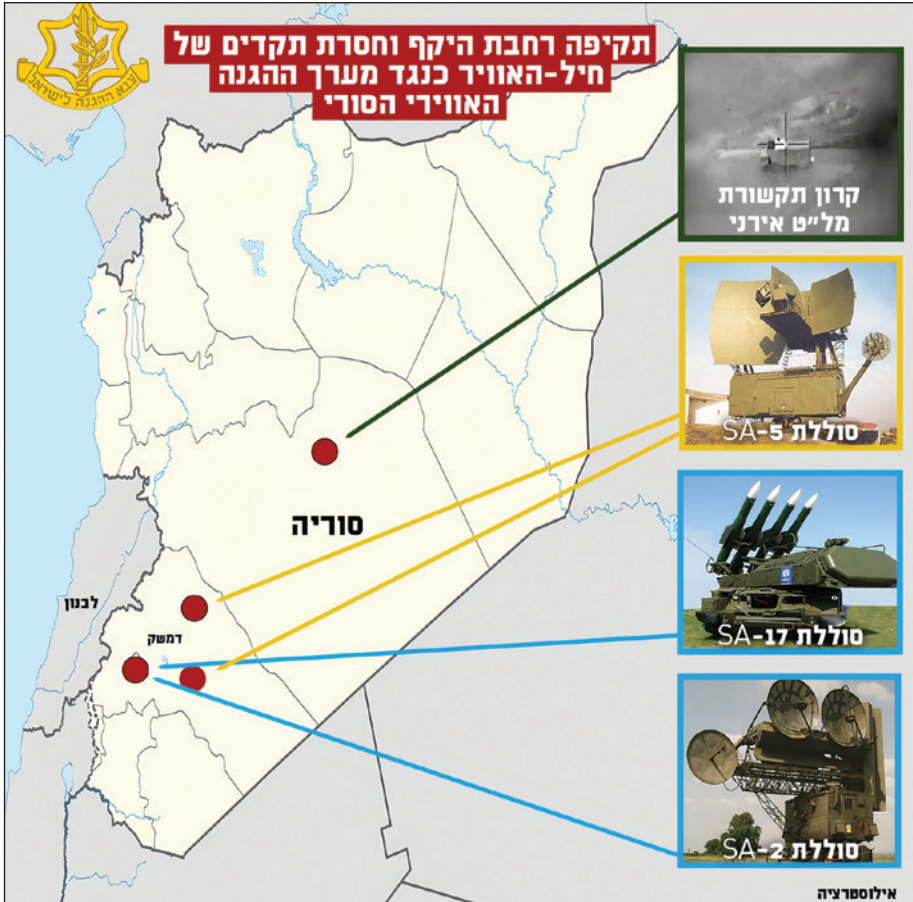 צבא ההגנה לישראל
תקיפה רחבת היקף וחסרת תקדים של
חיל-האוויר כנגד מערך ההגנה
האווירי הסורי
קרון תקשורת
מל"ט אירני
סוללת SA-5
סוריה
לבנון
דמשק
סוללת SA-17
סוללת SA-2
אילוסטרציה